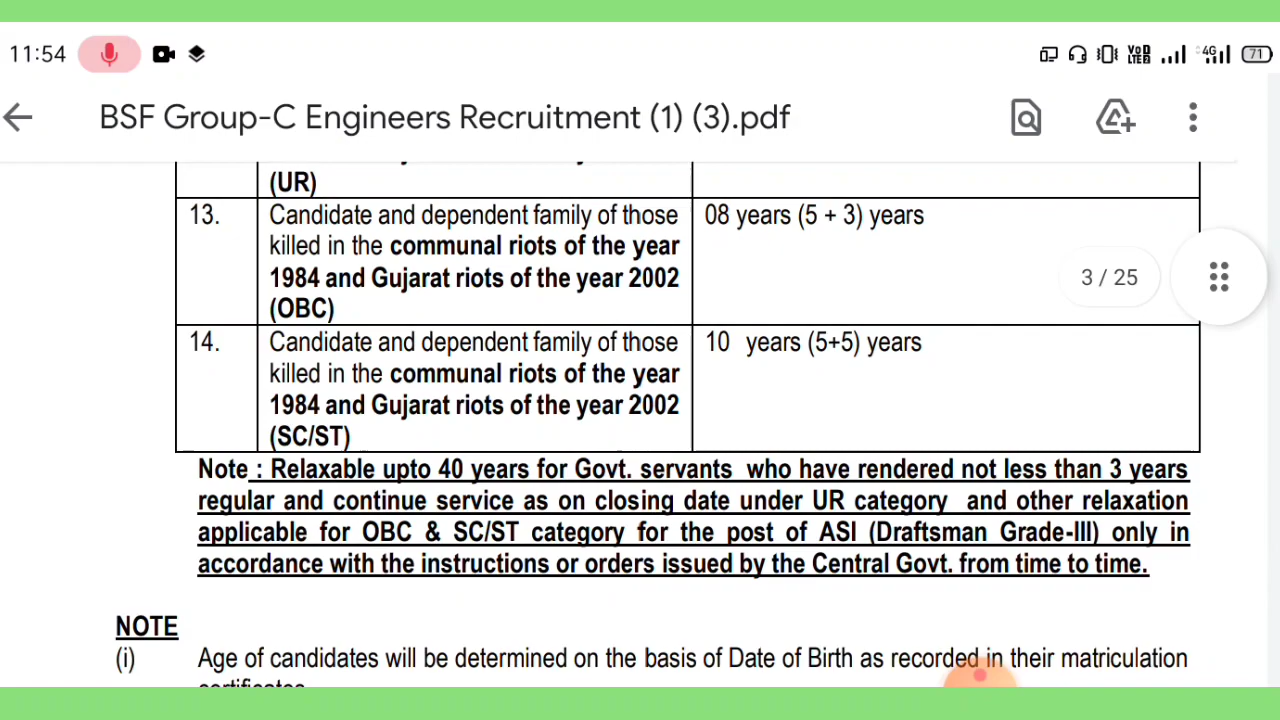 11:54
VoD LTE2 4G 71
BSF Group-C Engineers Recruitment (1) (3).pdf
(UR)
13. Candidate and dependent family of those 08 years (5 + 3) years
killed in the communal riots of the year
1984 and Gujarat riots of the year 2002
(OBC)
3 / 25
14. Candidate and dependent family of those 10 years (5+5) years
killed in the communal riots of the year
1984 and Gujarat riots of the year 2002
(SC/ST)
Note : Relaxable upto 40 years for Govt. servants who have rendered not less than 3 years
regular and continue service as on closing date under UR category and other relaxation
applicable for OBC & SC/ST category for the post of ASI (Draftsman Grade-III) only in
accordance with the instructions or orders issued by the Central Govt. from time to time.
NOTE
(i) Age of candidates will be determined on the basis of Date of Birth as recorded in their matriculation